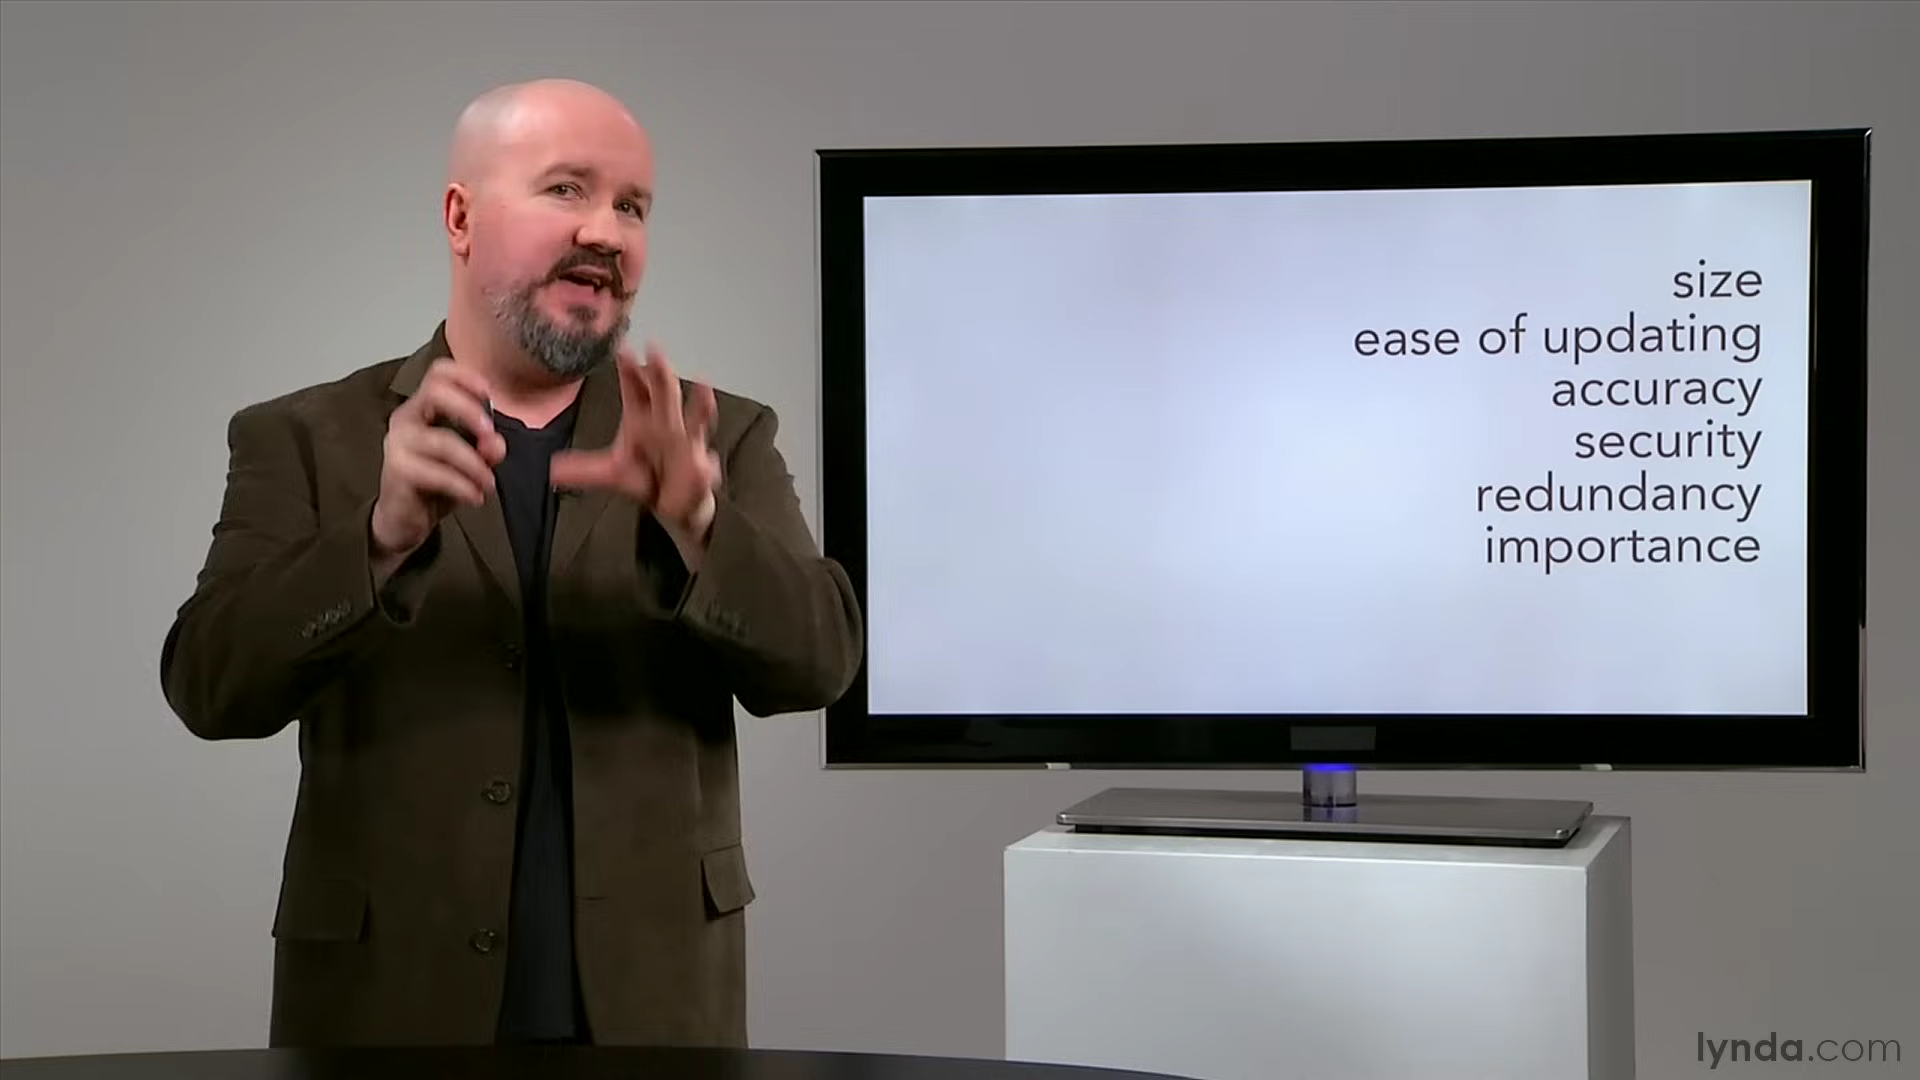 size
ease of updating
accuracy
security
redundancy
importance
lynda.com